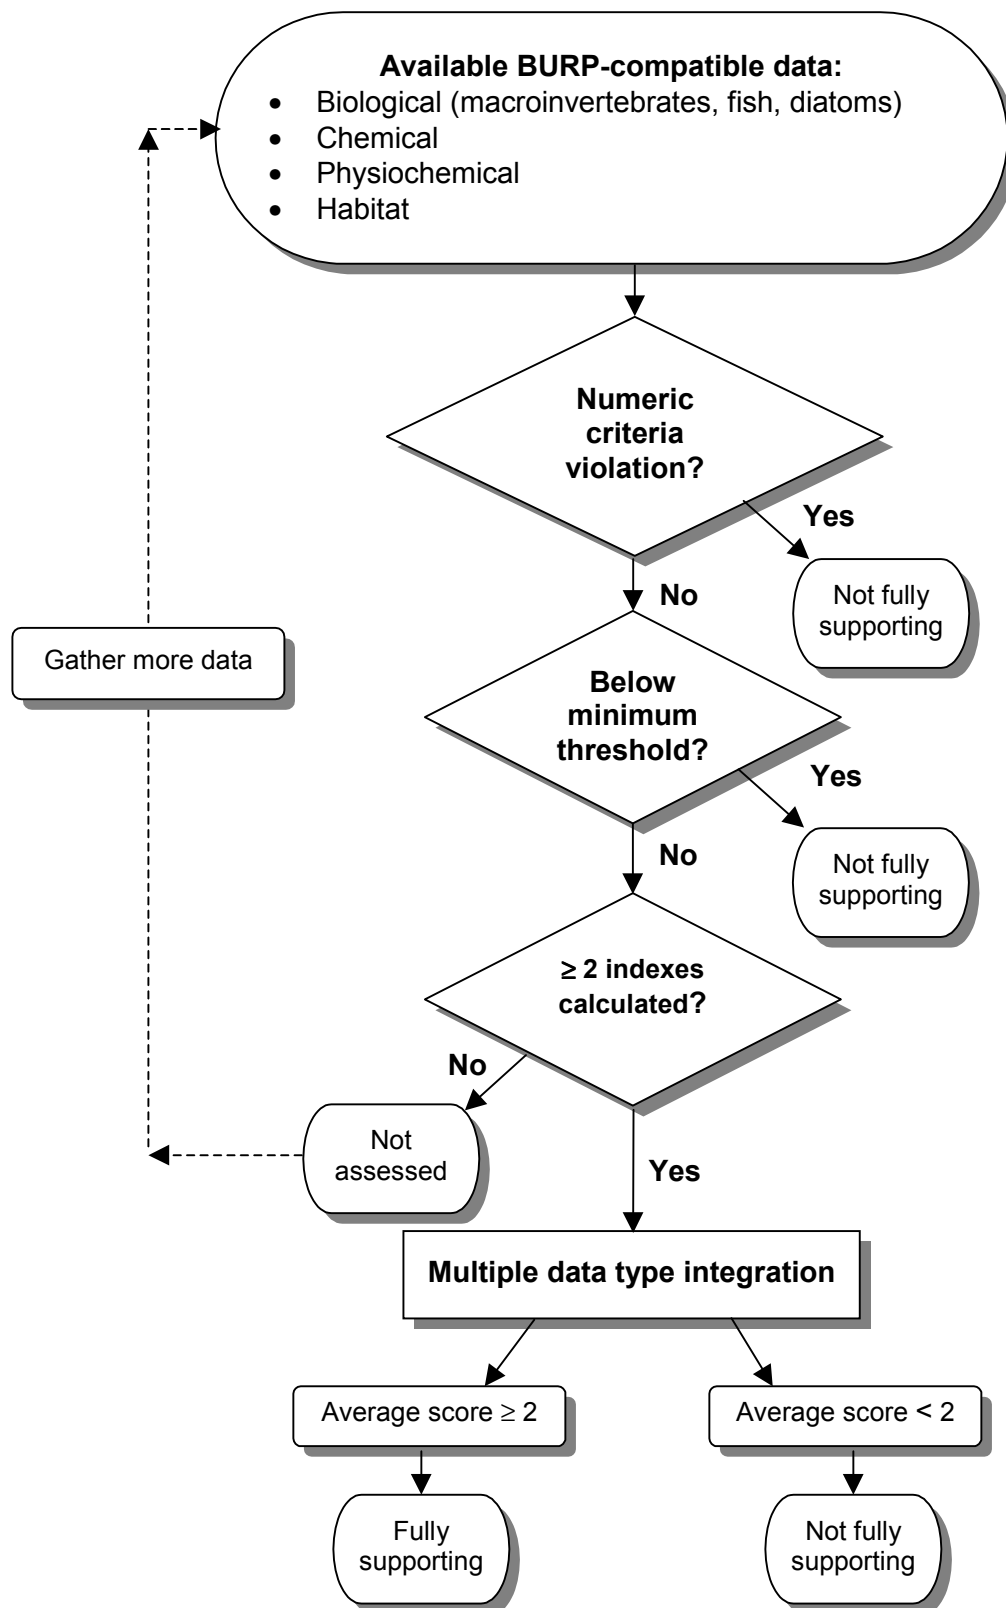 Available BURP-compatible data:
• Biological (macroinvertebrates, fish, diatoms)
• Chemical
• Physiochemical
• Habitat
Numeric
criteria
violation?
Yes
Not fully
supporting
No
Gather more data
Below
minimum
threshold?
Yes
Not fully
supporting
No
≥ 2 indexes
calculated?
No
Not
assessed
Yes
Multiple data type integration
Average score ≥ 2
Average score < 2
Fully
supporting
Not fully
supporting